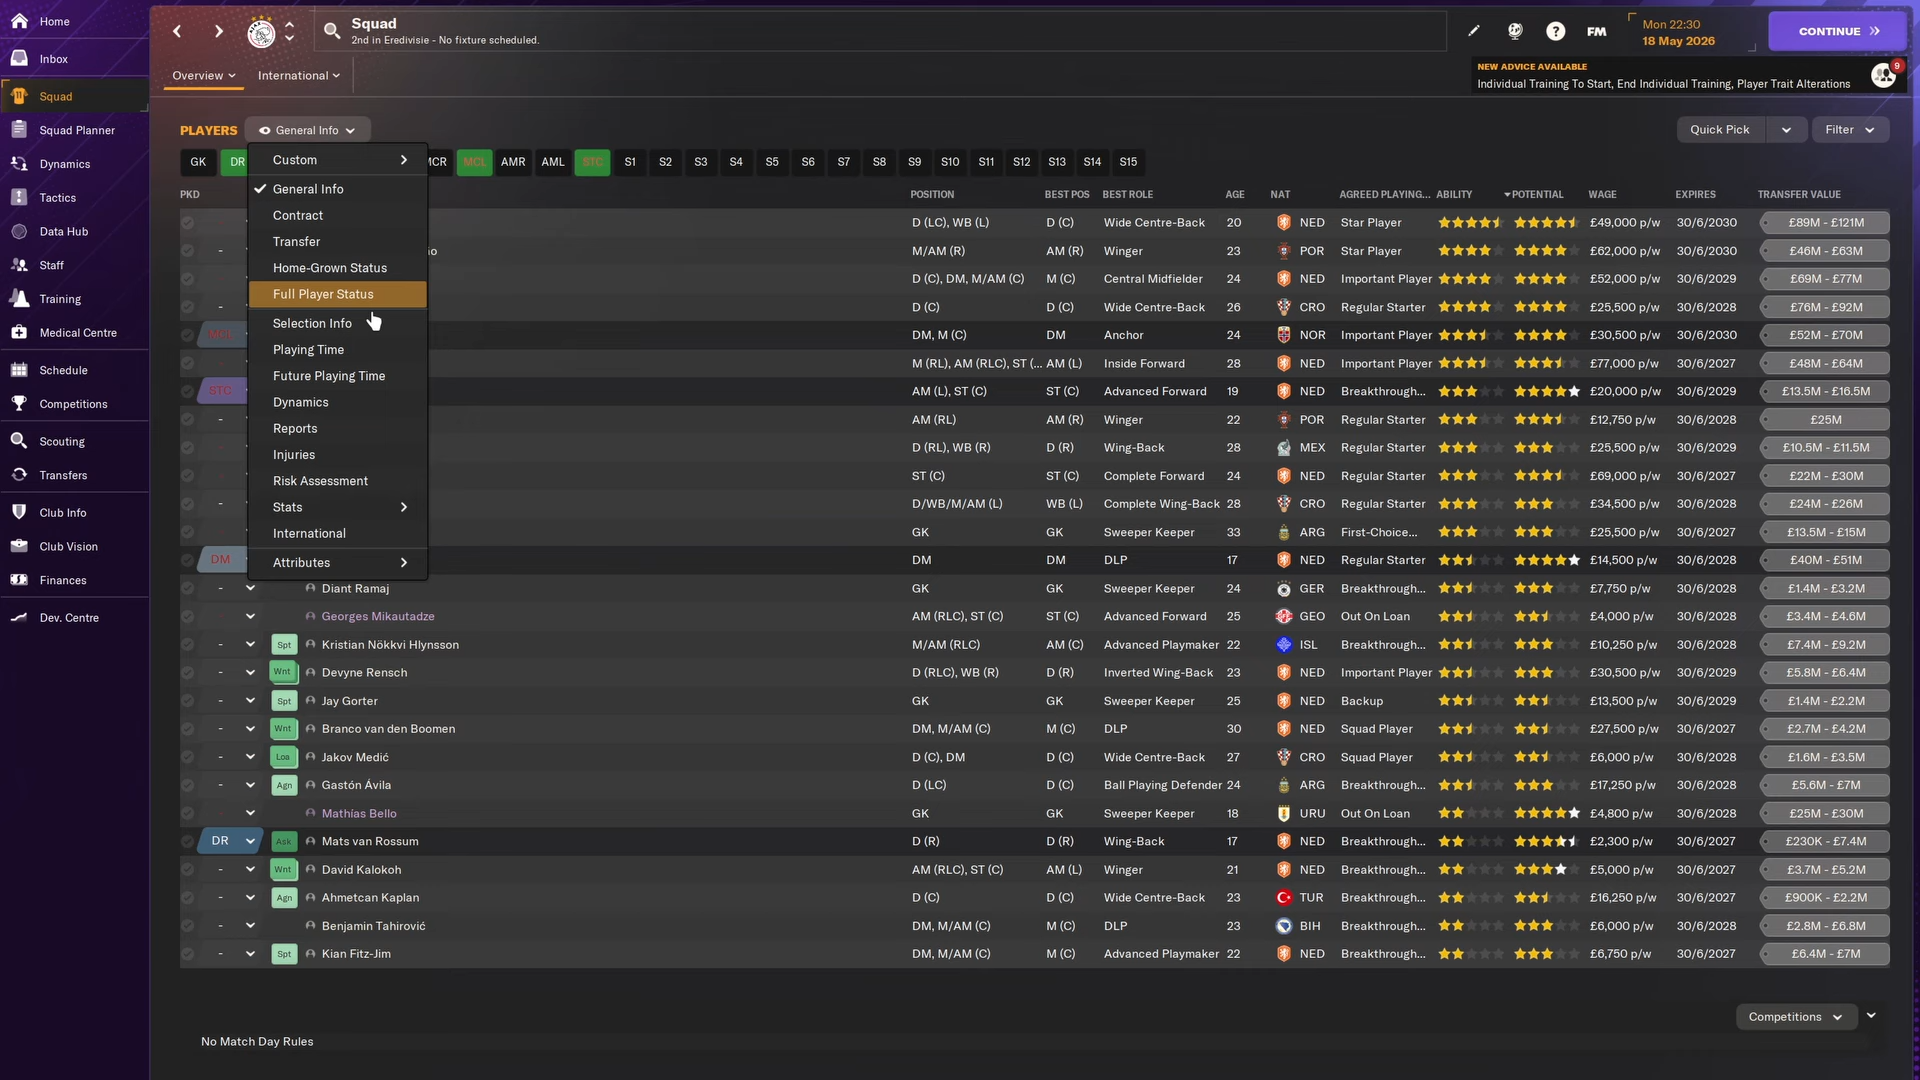 Home
Inbox
Squad
Squad Planner
Dynamics
Tactics
Data Hub
Staff
Training
Medical Centre
Schedule
Competitions
Scouting
Transfers
Club Info
Club Vision
Finances
Dev. Centre
Squad
2nd in Eredivisie - No fixture scheduled.
FM
Mon 22:30
18 May 2026
CONTINUE
Overview International
NEW ADVICE AVAILABLE
Individual Training To Start, End Individual Training, Player Trait Alterations
9
PLAYERS General Info
Quick Pick Filter
GK DR MCR MCL AMR AML STC S1 S2 S3 S4 S5 S6 S7 S8 S9 S10 S11 S12 S13 S14 S15
Custom
General Info
Contract
Transfer
Home-Grown Status
Full Player Status
Selection Info
Playing Time
Future Playing Time
Dynamics
Reports
Injuries
Risk Assessment
Stats
International
Attributes
PKD POSITION BEST POS BEST ROLE AGE NAT AGREED PLAYING... ABILITY POTENTIAL WAGE EXPIRES TRANSFER VALUE
D (LC), WB (L) D (C) Wide Centre-Back 20 NED Star Player £49,000 p/w 30/6/2030 £89M - £121M
- io M/AM (R) AM (R) Winger 23 POR Star Player £62,000 p/w 30/6/2030 £46M - £63M
D (C), DM, M/AM (C) M (C) Central Midfielder 24 NED Important Player £52,000 p/w 30/6/2029 £69M - £77M
- D (C) D (C) Wide Centre-Back 26 CRO Regular Starter £25,500 p/w 30/6/2028 £76M - £92M
MCL DM, M (C) DM Anchor 24 NOR Important Player £30,500 p/w 30/6/2030 £52M - £70M
M (RL), AM (RLC), ST (... AM (L) Inside Forward 28 NED Important Player £77,000 p/w 30/6/2027 £48M - £64M
STC AM (L), ST (C) ST (C) Advanced Forward 19 NED Breakthrough... £20,000 p/w 30/6/2029 £13.5M - £16.5M
- AM (RL) AM (R) Winger 22 POR Regular Starter £12,750 p/w 30/6/2028 £25M
- D (RL), WB (R) D (R) Wing-Back 28 MEX Regular Starter £25,500 p/w 30/6/2029 £10.5M - £11.5M
- ST (C) ST (C) Complete Forward 24 NED Regular Starter £69,000 p/w 30/6/2027 £22M - £30M
- D/WB/M/AM (L) WB (L) Complete Wing-Back 28 CRO Regular Starter £34,500 p/w 30/6/2028 £24M - £26M
- GK GK Sweeper Keeper 33 ARG First-Choice... £25,500 p/w 30/6/2027 £13.5M - £15M
DM DM DM DLP 17 NED Regular Starter £14,500 p/w 30/6/2028 £40M - £51M
- Diant Ramaj GK GK Sweeper Keeper 24 GER Breakthrough... £7,750 p/w 30/6/2028 £1.4M - £3.2M
- Georges Mikautadze AM (RLC), ST (C) ST (C) Advanced Forward 25 GEO Out On Loan £4,000 p/w 30/6/2028 £3.4M - £4.6M
- Spt Kristian Nökkvi Hlynsson M/AM (RLC) AM (C) Advanced Playmaker 22 ISL Breakthrough... £10,250 p/w 30/6/2028 £7.4M - £9.2M
- Wnt Devyne Rensch D (RLC), WB (R) D (R) Inverted Wing-Back 23 NED Important Player £30,500 p/w 30/6/2029 £5.8M - £6.4M
- Spt Jay Gorter GK GK Sweeper Keeper 25 NED Backup £13,500 p/w 30/6/2029 £1.4M - £2.2M
- Wnt Branco van den Boomen DM, M/AM (C) M (C) DLP 30 NED Squad Player £27,500 p/w 30/6/2027 £2.7M - £4.2M
- Loa Jakov Medić D (C), DM D (C) Wide Centre-Back 27 CRO Squad Player £6,000 p/w 30/6/2028 £1.6M - £3.5M
- Agn Gastón Ávila D (LC) D (C) Ball Playing Defender 24 ARG Breakthrough... £17,250 p/w 30/6/2028 £5.6M - £7M
- Mathías Bello GK GK Sweeper Keeper 18 URU Out On Loan £4,800 p/w 30/6/2028 £25M - £30M
DR Ask Mats van Rossum D (R) D (R) Wing-Back 17 NED Breakthrough... £2,300 p/w 30/6/2027 £230K - £7.4M
- Wnt David Kalokoh AM (RLC), ST (C) AM (L) Winger 21 NED Breakthrough... £5,000 p/w 30/6/2027 £3.7M - £5.2M
- Agn Ahmetcan Kaplan D (C) D (C) Wide Centre-Back 23 TUR Breakthrough... £16,250 p/w 30/6/2027 £900K - £2.2M
- Benjamin Tahirović DM, M/AM (C) M (C) DLP 23 BIH Breakthrough... £6,000 p/w 30/6/2028 £2.8M - £6.8M
- Spt Kian Fitz-Jim DM, M/AM (C) M (C) Advanced Playmaker 22 NED Breakthrough... £6,750 p/w 30/6/2027 £6.4M - £7M
Competitions
No Match Day Rules